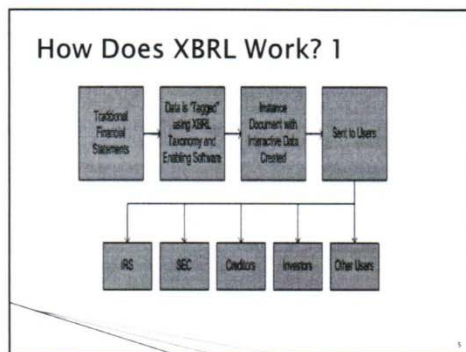 How Does XBRL Work? 1
Traditional
Financial
Statements
Data is "Tagged"
using XBRL
Taxonomy and
Enabling Software
Instance
Document with
Interactive Data
Created
Sent to Users
IRS
SEC
Creditors
Investors
Other Users
5